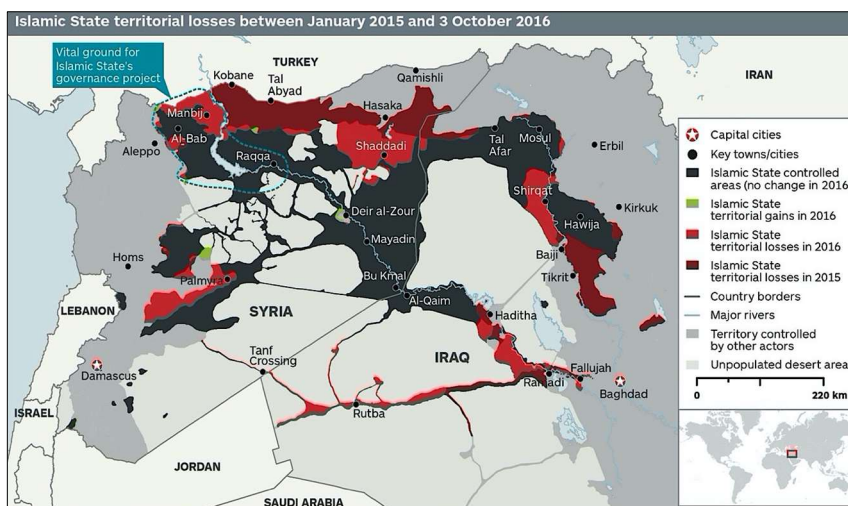 Islamic State territorial losses between January 2015 and 3 October 2016
Vital ground for
Islamic State's
governance project
TURKEY
IRAN
Kobane
Tal
Abyad
Qamishli
Hasaka
Manbij
Al-Bab
Aleppo
Raqqa
Shaddadi
Tal
Afar
Mosul
Erbil
Shirqat
Kirkuk
Hawija
Deir al-Zour
Mayadin
Homs
Palmyra
Bu Kmal
Baiji
Tikrit
Al-Qaim
LEBANON
SYRIA
Haditha
IRAQ
Tanf
Crossing
Damascus
Ramadi
Fallujah
Baghdad
Rutba
ISRAEL
JORDAN
SAUDI ARABIA
Capital cities
Key towns/cities
Islamic State controlled
areas (no change in 2016)
Islamic State
territorial gains in 2016
Islamic State
territorial losses in 2016
Islamic State
territorial losses in 2015
Country borders
Major rivers
Territory controlled
by other actors
Unpopulated desert area
0
220 km